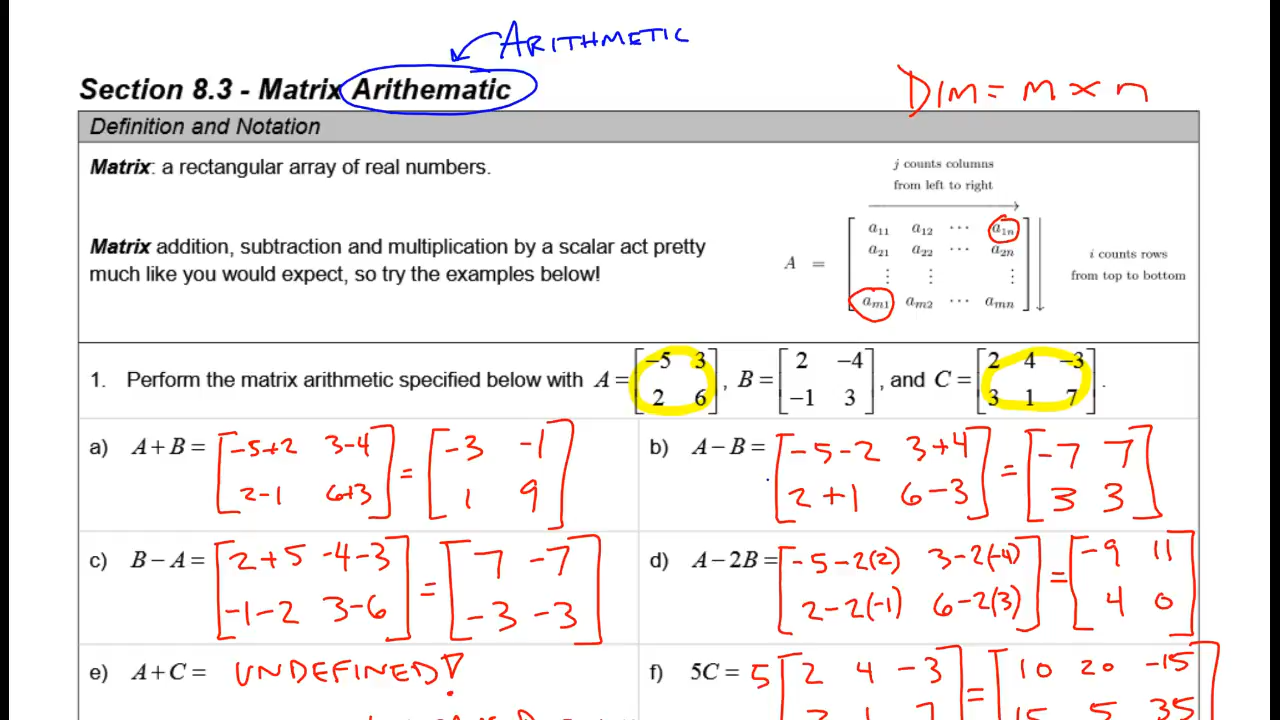 ARITHMETIC
Section 8.3 - Matrix Arithematic
DIM = m × n
Definition and Notation
Matrix: a rectangular array of real numbers.
j counts columns
from left to right
Matrix addition, subtraction and multiplication by a scalar act pretty
much like you would expect, so try the examples below!
A = [ a11 a12 ⋯ a1n
a21 a22 ⋯ a2n
⋮ ⋮ ⋮
am1 am2 ⋯ amn ]
i counts rows
from top to bottom
1. Perform the matrix arithmetic specified below with A = [ −5 3 ; 2 6 ], B = [ 2 −4 ; −1 3 ], and C = [ 2 4 −3 ; 3 1 7 ].
a) A + B = [ -5+2 3-4 ; 2-1 6+3 ] = [ -3 -1 ; 1 9 ]
b) A − B = [ -5-2 3+4 ; 2+1 6-3 ] = [ -7 7 ; 3 3 ]
c) B − A = [ 2+5 -4-3 ; -1-2 3-6 ] = [ 7 -7 ; -3 -3 ]
d) A − 2B = [ -5-2(2) 3-2(-4) ; 2-2(-1) 6-2(3) ] = [ -9 11 ; 4 0 ]
e) A + C = UNDEFINED!
f) 5C = 5 [ 2 4 -3 ; 3 1 7 ] = [ 10 20 -15 ; 15 5 35 ]